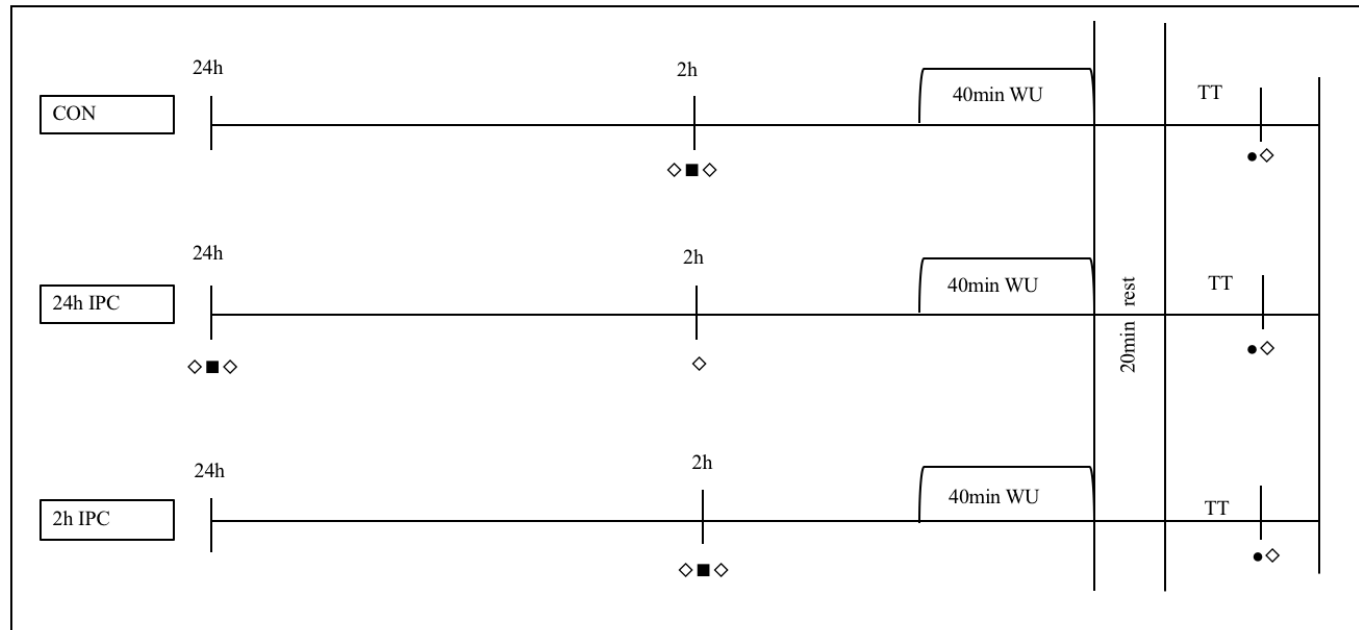 24h
2h
40min WU
TT
CON
●◇
◇■◇
24h
2h
40min WU
TT
24h IPC
20min rest
●◇
◇■◇
◇
24h
2h
40min WU
TT
2h IPC
●◇
◇■◇